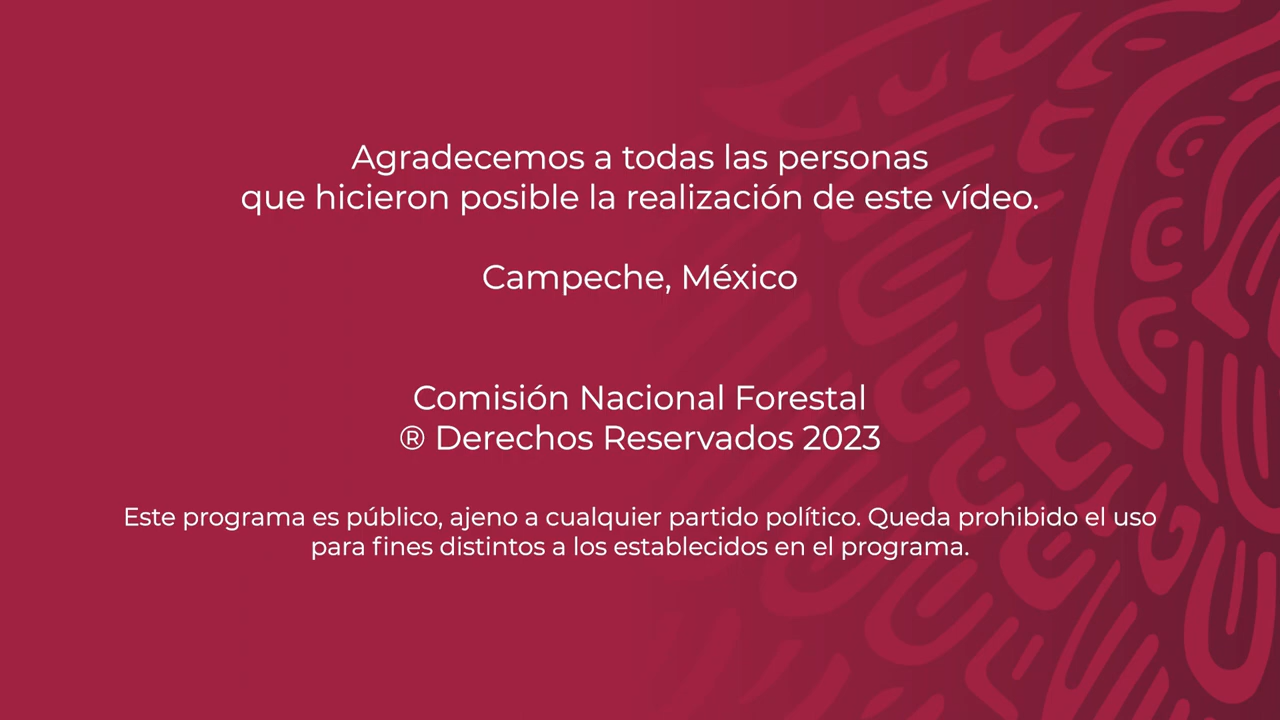 Agradecemos a todas las personas
que hicieron posible la realización de este vídeo.
Campeche, México
Comisión Nacional Forestal
® Derechos Reservados 2023
Este programa es público, ajeno a cualquier partido político. Queda prohibido el uso
para fines distintos a los establecidos en el programa.